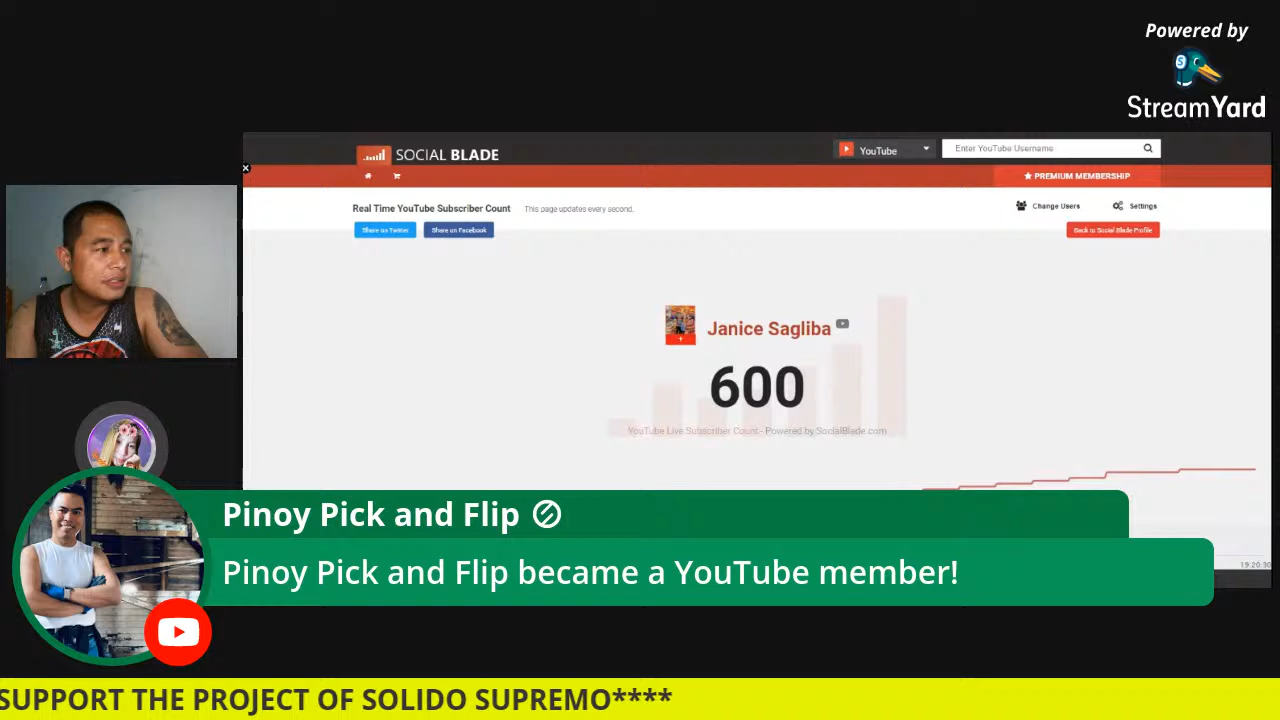 Powered by
StreamYard
SOCIAL BLADE
YouTube
Enter YouTube Username
PREMIUM MEMBERSHIP
Real Time YouTube Subscriber Count
This page updates every second.
Change Users
Settings
Share on Twitter
Share on Facebook
Back to Social Blade Profile
Janice Sagliba
600
YouTube Live Subscriber Count - Powered by SocialBlade.com
Pinoy Pick and Flip
Pinoy Pick and Flip became a YouTube member!
19:20:30
SUPPORT THE PROJECT OF SOLIDO SUPREMO****